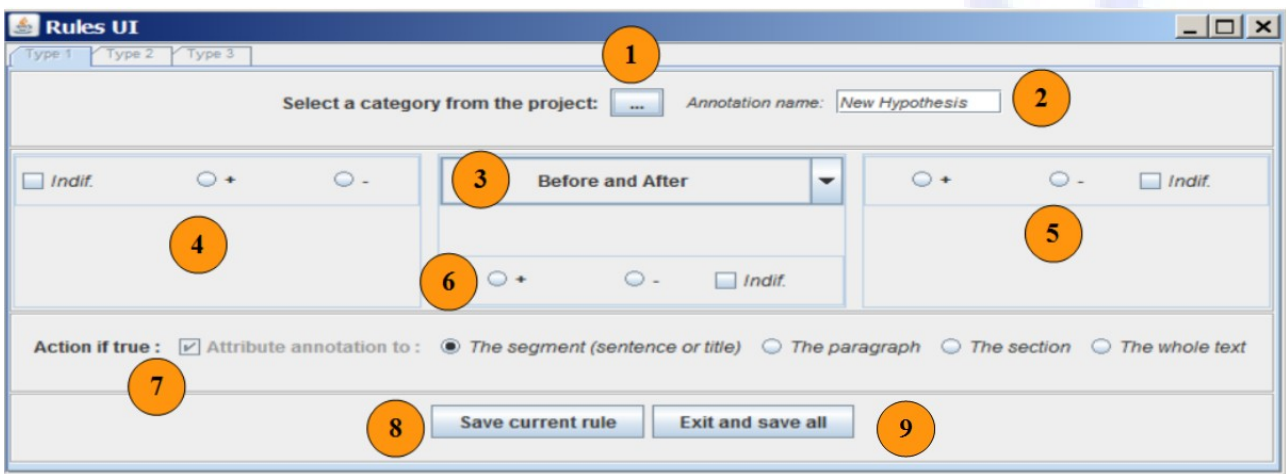 Rules UI
Type 1 Type 2 Type 3
1
Select a category from the project: ... Annotation name: New Hypothesis 2
Indif. + - 3 Before and After + - Indif.
4 5
6 + - Indif.
Action if true : Attribute annotation to : The segment (sentence or title) The paragraph The section The whole text
7
8 Save current rule Exit and save all 9